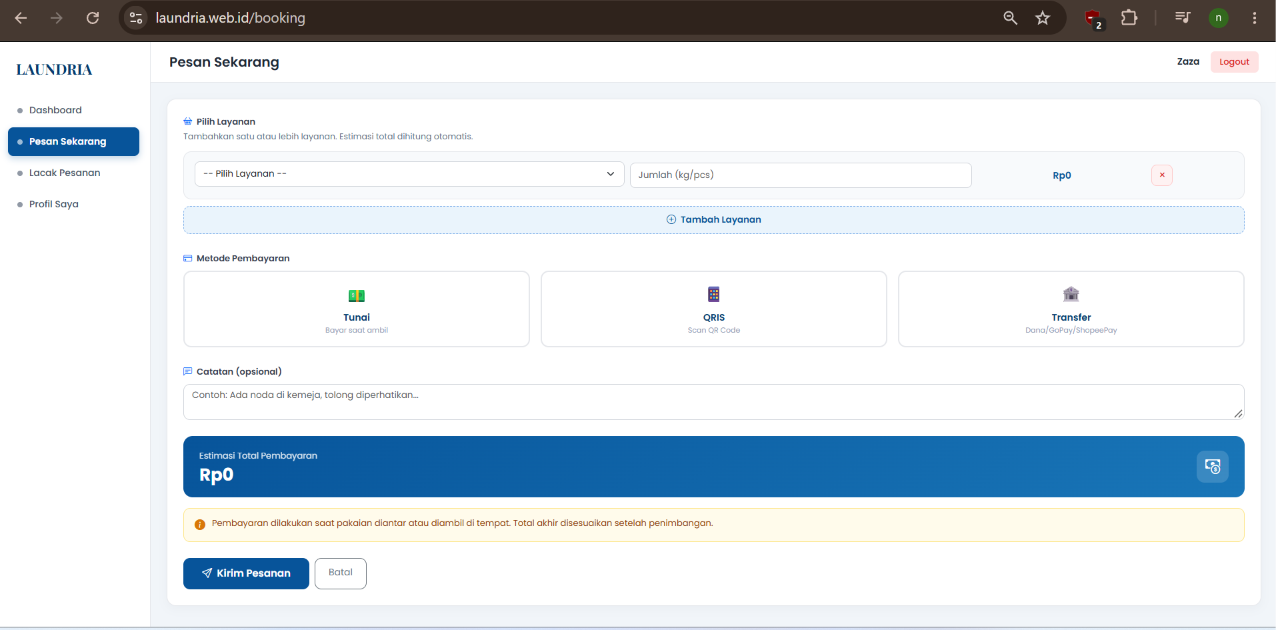 laundria.web.id/booking
2
n
LAUNDRIA
Pesan Sekarang
Zaza
Logout
Dashboard
Pesan Sekarang
Lacak Pesanan
Profil Saya
Pilih Layanan
Tambahkan satu atau lebih layanan. Estimasi total dihitung otomatis.
-- Pilih Layanan --
Jumlah (kg/pcs)
Rp0
×
Tambah Layanan
Metode Pembayaran
Tunai
Bayar saat ambil
QRIS
Scan QR Code
Transfer
Dana/GoPay/ShopeePay
Catatan (opsional)
Contoh: Ada noda di kemeja, tolong diperhatikan...
Estimasi Total Pembayaran
Rp0
Pembayaran dilakukan saat pakaian diantar atau diambil di tempat. Total akhir disesuaikan setelah penimbangan.
Kirim Pesanan
Batal